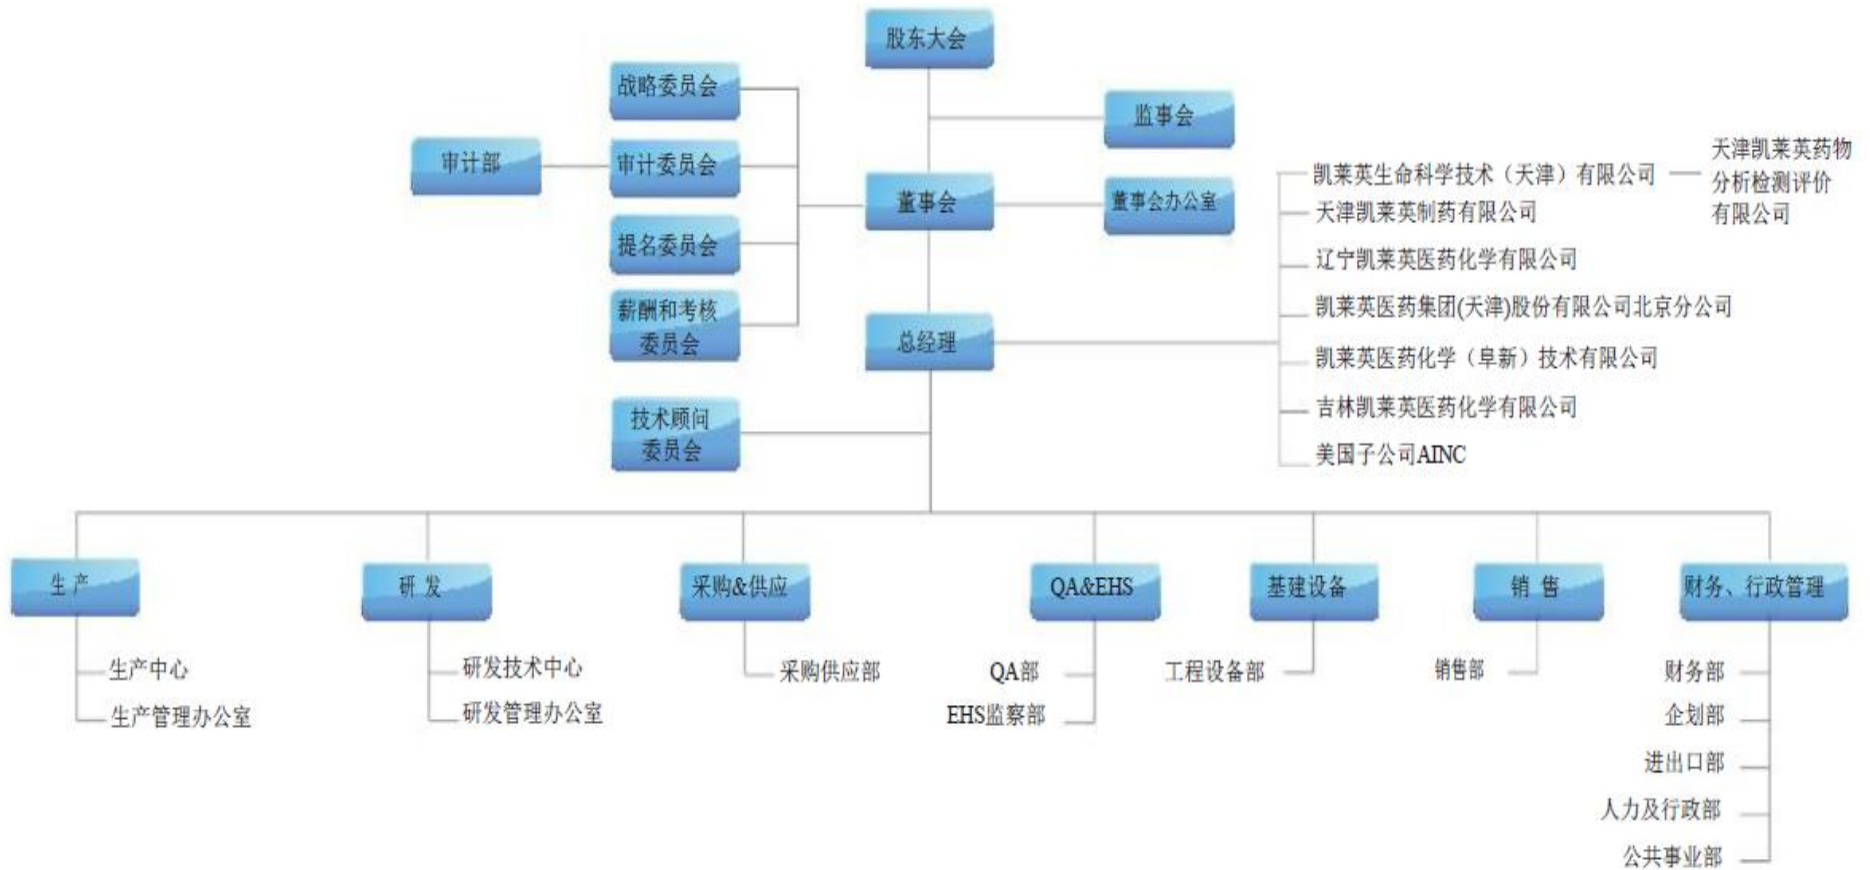 股东大会
战略委员会
监事会
审计部
审计委员会
董事会
董事会办公室
提名委员会
薪酬和考核
委员会
总经理
技术顾问
委员会
凯莱英生命科学技术（天津）有限公司
天津凯莱英药物
分析检测评价
有限公司
天津凯莱英制药有限公司
辽宁凯莱英医药化学有限公司
凯莱英医药集团(天津)股份有限公司北京分公司
凯莱英医药化学（阜新）技术有限公司
吉林凯莱英医药化学有限公司
美国子公司AINC
生 产
生产中心
生产管理办公室
研 发
研发技术中心
研发管理办公室
采购&供应
采购供应部
QA&EHS
QA部
EHS监察部
基建设备
工程设备部
销 售
销售部
财务、行政管理
财务部
企划部
进出口部
人力及行政部
公共事业部